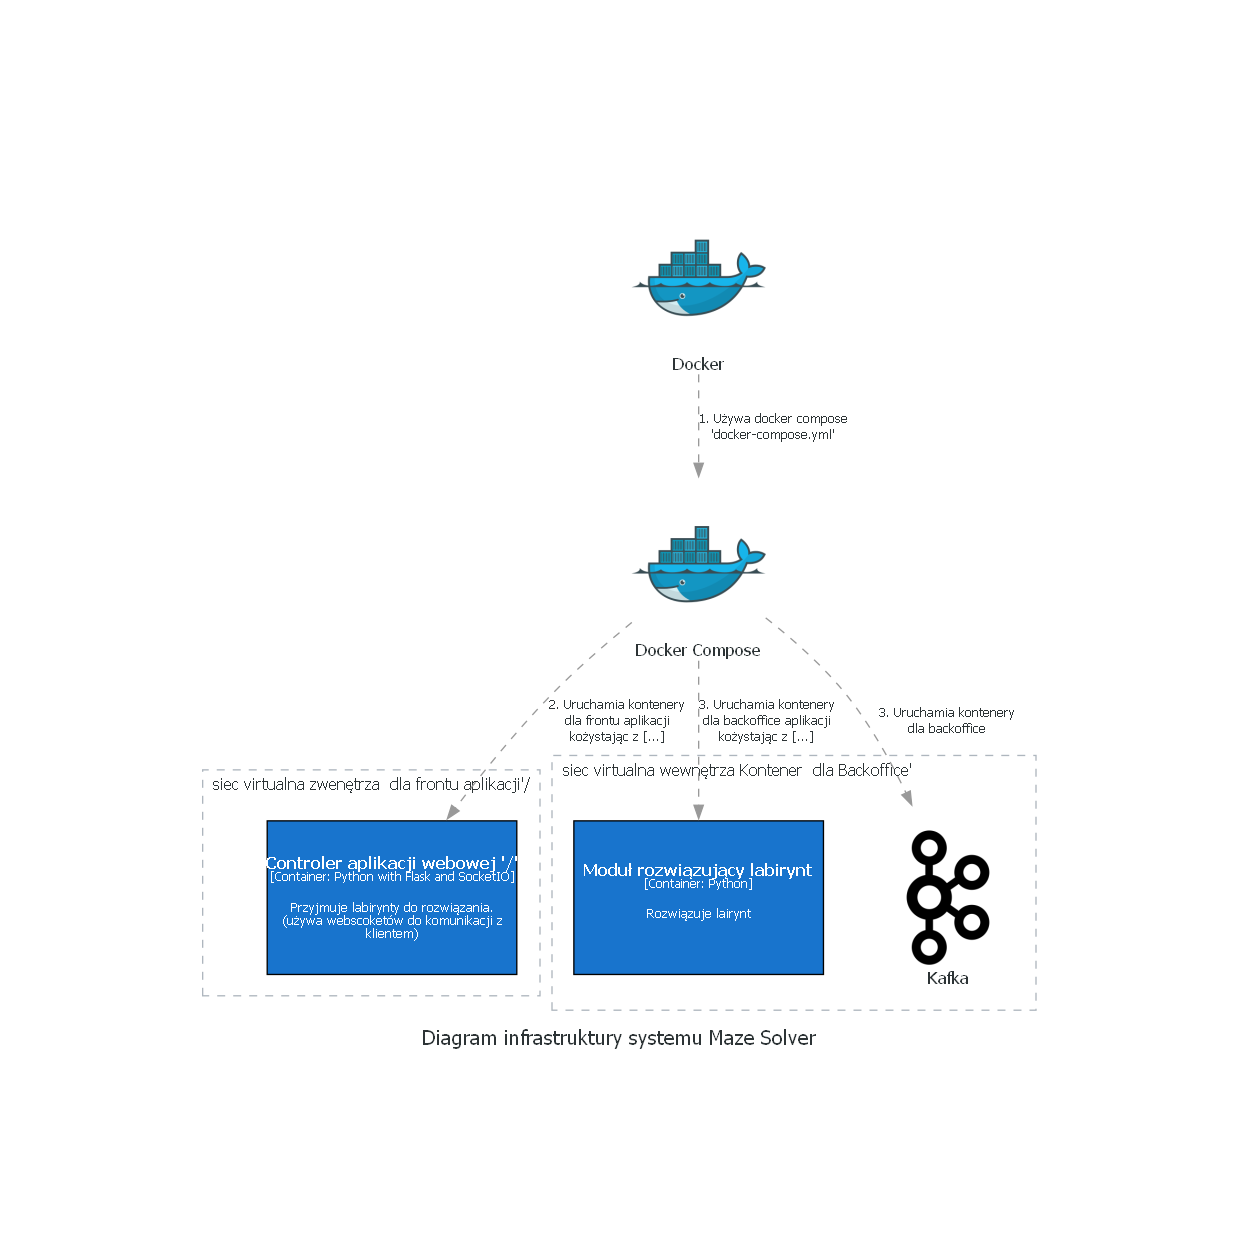 Docker
1. Używa docker compose
'docker-compose.yml'
Docker Compose
2. Uruchamia kontenery
dla frontu aplikacji
kożystając z [...]
3. Uruchamia kontenery
dla backoffice aplikacji
kożystając z [...]
3. Uruchamia kontenery
dla backoffice
siec virtualna zwenętrza dla frontu aplikacji'/
siec virtualna wewnętrza Kontener dla Backoffice'
Controler aplikacji webowej '/'
[Container: Python with Flask and SocketIO]
Przyjmuje labirynty do rozwiązania.
(używa webscoketów do komunikacji z
klientem)
Moduł rozwiązujący labirynt
[Container: Python]
Rozwiązuje lairynt
Kafka
Diagram infrastruktury systemu Maze Solver